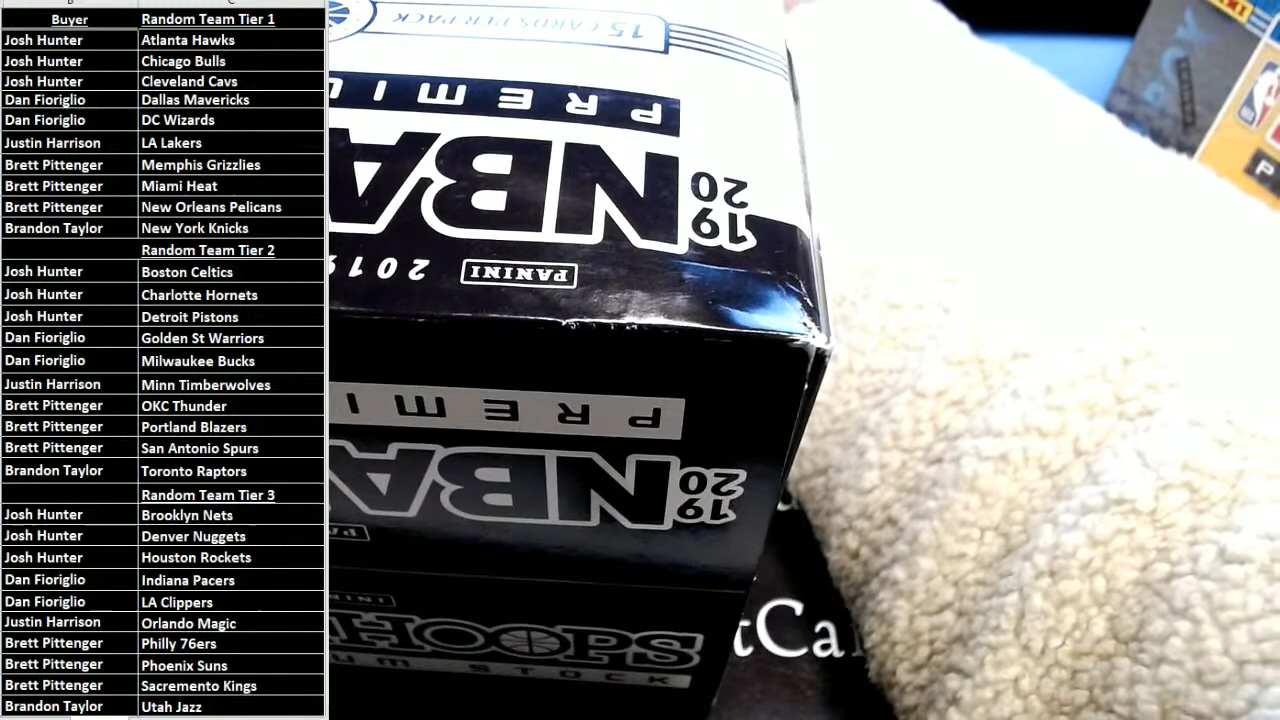 Buyer Random Team Tier 1
Josh Hunter Atlanta Hawks
Josh Hunter Chicago Bulls
Josh Hunter Cleveland Cavs
Dan Fioriglio Dallas Mavericks
Dan Fioriglio DC Wizards
Justin Harrison LA Lakers
Brett Pittenger Memphis Grizzlies
Brett Pittenger Miami Heat
Brett Pittenger New Orleans Pelicans
Brandon Taylor New York Knicks
Random Team Tier 2
Josh Hunter Boston Celtics
Josh Hunter Charlotte Hornets
Josh Hunter Detroit Pistons
Dan Fioriglio Golden St Warriors
Dan Fioriglio Milwaukee Bucks
Justin Harrison Minn Timberwolves
Brett Pittenger OKC Thunder
Brett Pittenger Portland Blazers
Brett Pittenger San Antonio Spurs
Brandon Taylor Toronto Raptors
Random Team Tier 3
Josh Hunter Brooklyn Nets
Josh Hunter Denver Nuggets
Josh Hunter Houston Rockets
Dan Fioriglio Indiana Pacers
Dan Fioriglio LA Clippers
Justin Harrison Orlando Magic
Brett Pittenger Philly 76ers
Brett Pittenger Phoenix Suns
Brett Pittenger Sacremento Kings
Brandon Taylor Utah Jazz
15 CARDS PER PACK
PREMIU
19 20 NBA
PANINI 2019
PREMI
19 20 NBA
PA
INI
HOOPS
UM STOCK
tCa